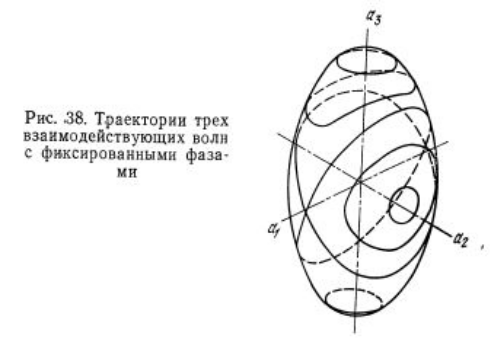 Рис. 38. Траектории трех
взаимодействующих волн
с фиксированными фаза-
ми
a₃
a₁
a₂